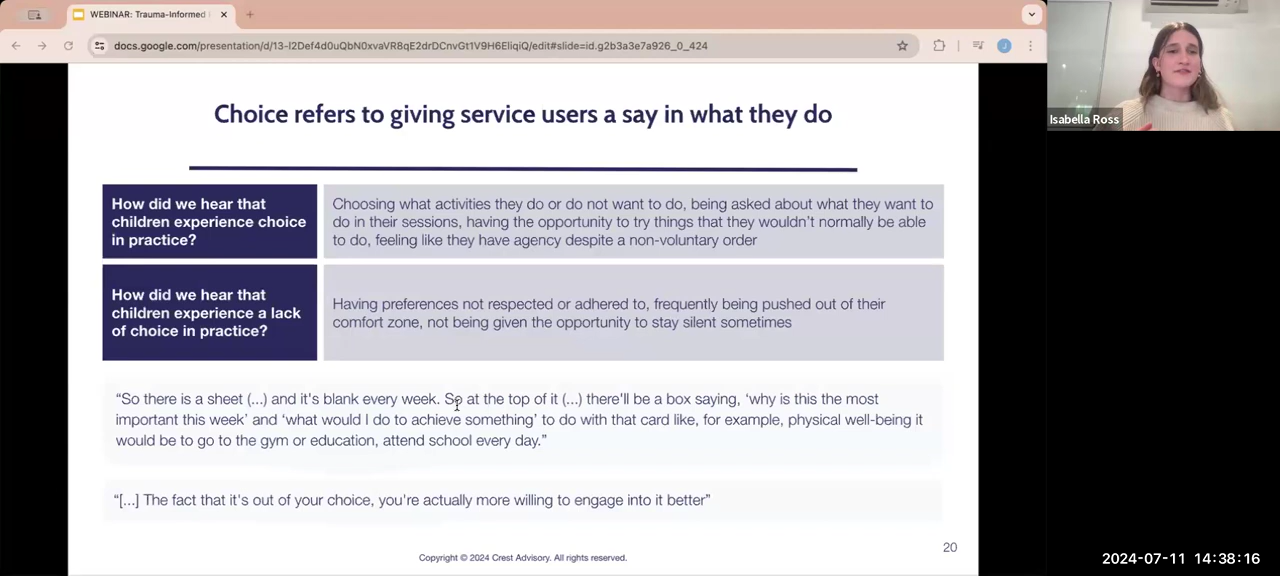 WEBINAR: Trauma-Informed
docs.google.com/presentation/d/13-I2Def4d0uQbN0xvaVR8qE2drDCnvGt1V9H6EliqiQ/edit#slide=id.g2b3a3e7a926_0_424
J
Isabella Ross
Choice refers to giving service users a say in what they do
How did we hear that
children experience choice
in practice?
Choosing what activities they do or do not want to do, being asked about what they want to
do in their sessions, having the opportunity to try things that they wouldn't normally be able
to do, feeling like they have agency despite a non-voluntary order
How did we hear that
children experience a lack
of choice in practice?
Having preferences not respected or adhered to, frequently being pushed out of their
comfort zone, not being given the opportunity to stay silent sometimes
“So there is a sheet (...) and it's blank every week. So at the top of it (...) there'll be a box saying, ‘why is this the most
important this week’ and ‘what would I do to achieve something’ to do with that card like, for example, physical well-being it
would be to go to the gym or education, attend school every day.”
“[...] The fact that it's out of your choice, you're actually more willing to engage into it better”
20
Copyright © 2024 Crest Advisory. All rights reserved.
2024-07-11 14:38:16